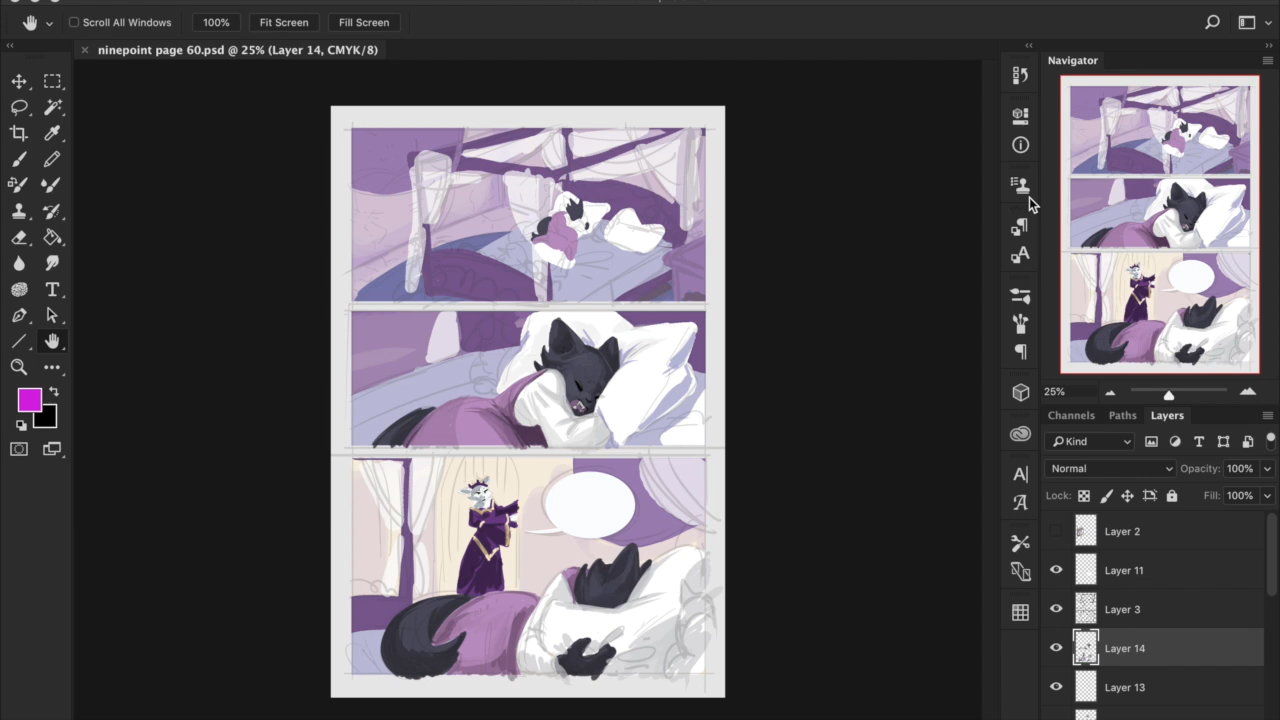 Scroll All Windows
100%
Fit Screen
Fill Screen
ninepoint page 60.psd @ 25% (Layer 14, CMYK/8)
Navigator
25%
Channels
Paths
Layers
Kind
Normal
Opacity: 100%
Lock:
Fill: 100%
Layer 2
Layer 11
Layer 3
Layer 14
Layer 13